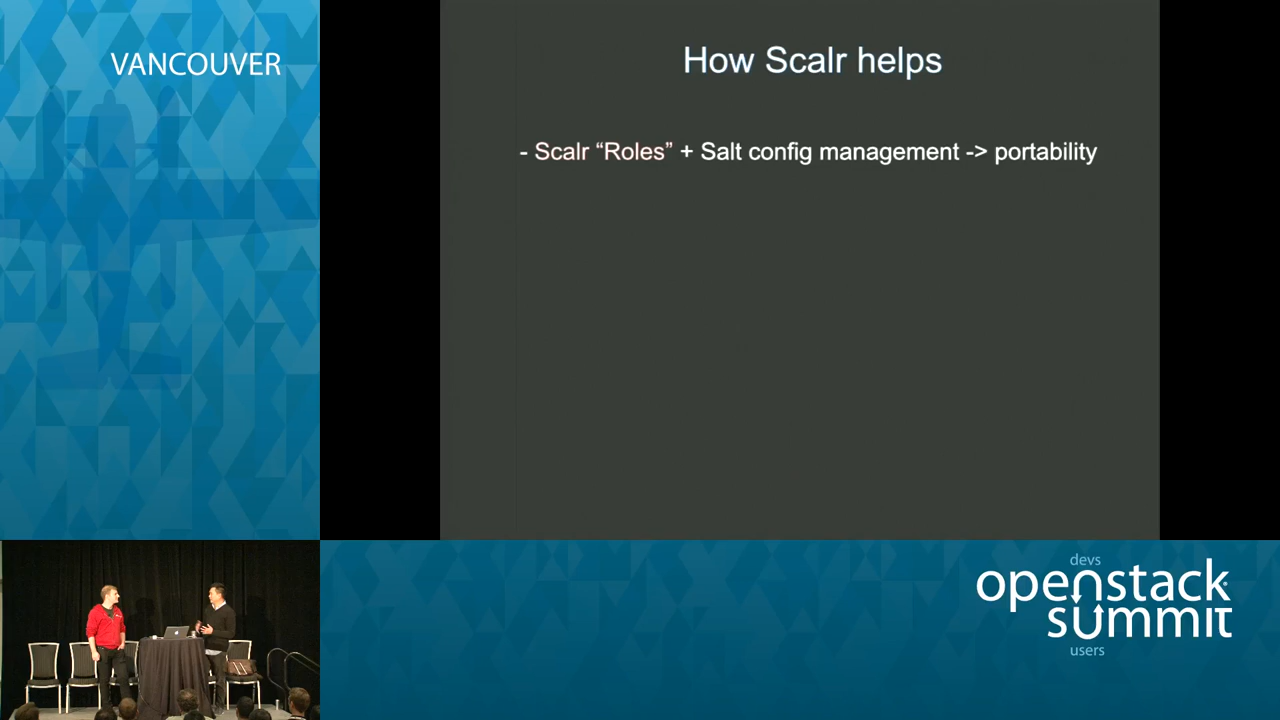 VANCOUVER
How Scalr helps
- Scalr “Roles” + Salt config management -> portability
devs
openstack
summit
users